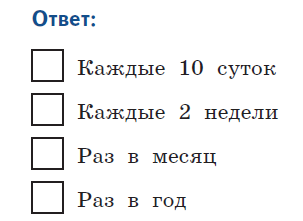 Ответ:
Каждые 10 суток
Каждые 2 недели
Раз в месяц
Раз в год